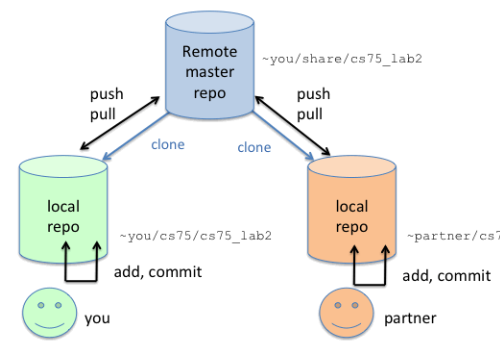 Remote
master
repo
~you/share/cs75_lab2
push
pull
push
pull
clone
clone
local
repo
local
repo
~you/cs75/cs75_lab2
~partner/cs7
add, commit
add, commit
you
partner